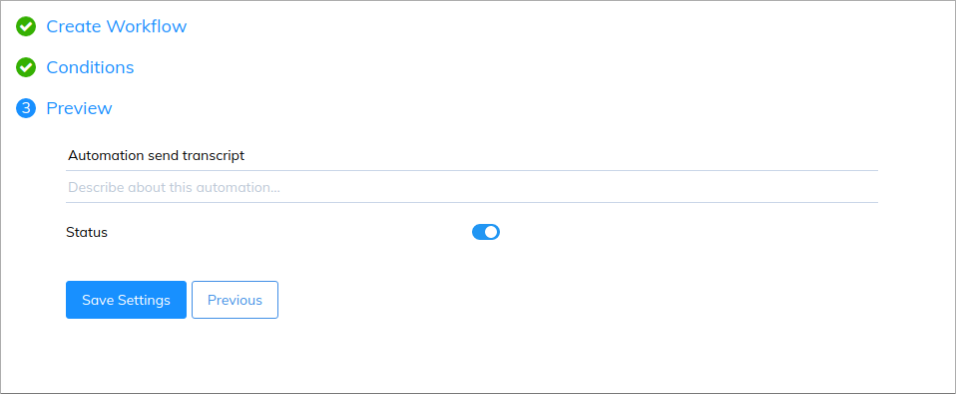 Create Workflow
Conditions
3 Preview
Automation send transcript
Describe about this automation...
Status
Save Settings Previous